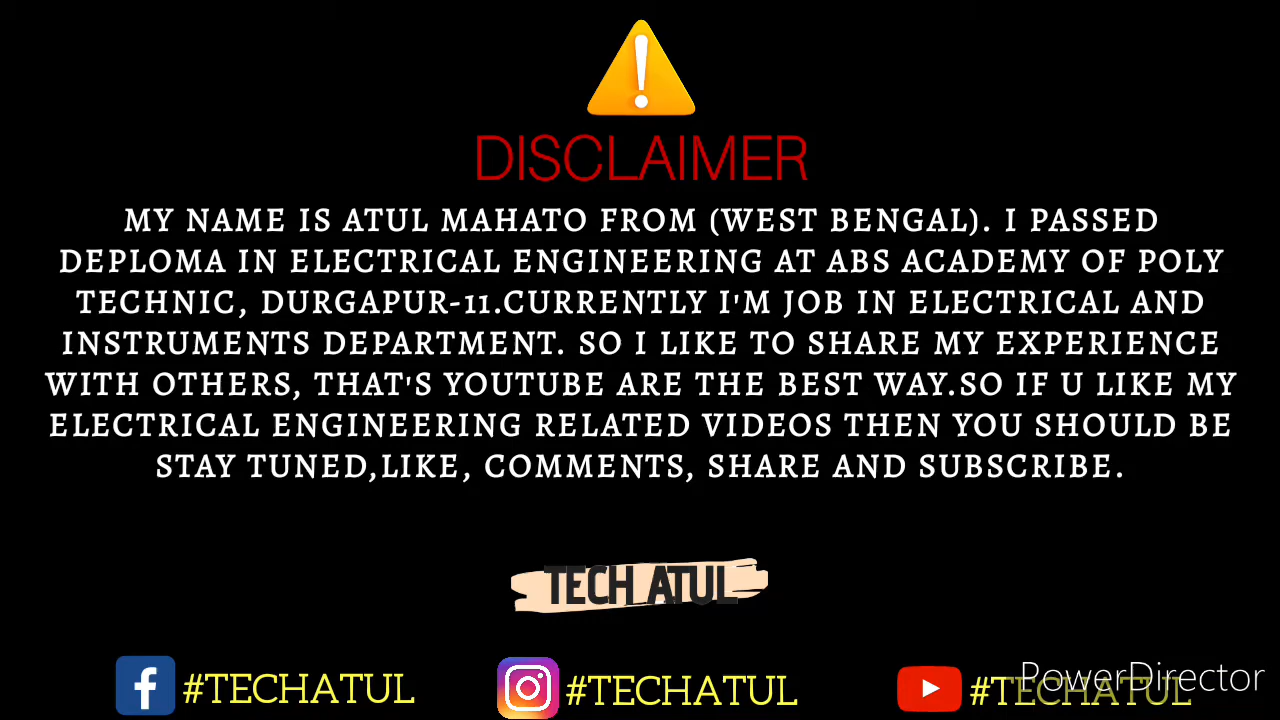 DISCLAIMER
MY NAME IS ATUL MAHATO FROM (WEST BENGAL). I PASSED
DEPLOMA IN ELECTRICAL ENGINEERING AT ABS ACADEMY OF POLY
TECHNIC, DURGAPUR-11.CURRENTLY I'M JOB IN ELECTRICAL AND
INSTRUMENTS DEPARTMENT. SO I LIKE TO SHARE MY EXPERIENCE
WITH OTHERS, THAT'S YOUTUBE ARE THE BEST WAY.SO IF U LIKE MY
ELECTRICAL ENGINEERING RELATED VIDEOS THEN YOU SHOULD BE
STAY TUNED,LIKE, COMMENTS, SHARE AND SUBSCRIBE.
TECH ATUL
#TECHATUL #TECHATUL #TECHATUL
PowerDirector